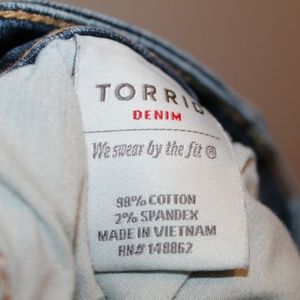 TORRID
DENIM
We swear by the fit ®
98% COTTON
2% SPANDEX
MADE IN VIETNAM
RN# 148862